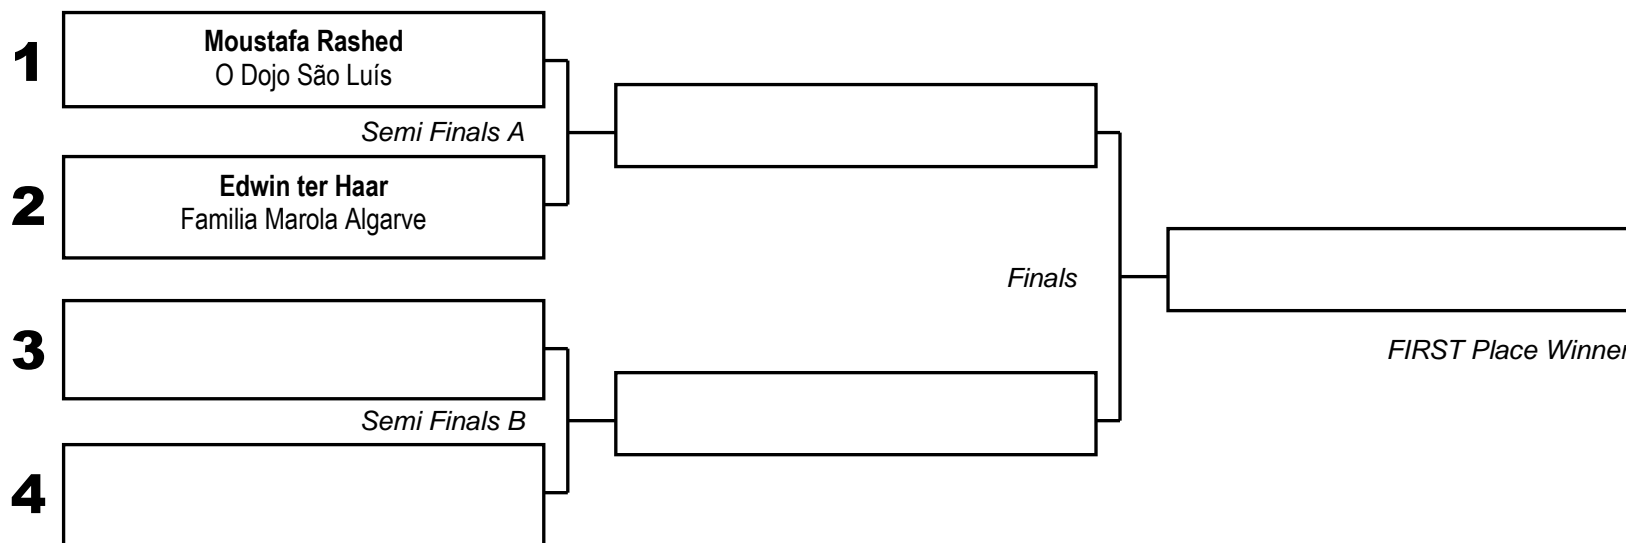 1
Moustafa Rashed
O Dojo São Luís
Semi Finals A
2
Edwin ter Haar
Familia Marola Algarve
Finals
3
FIRST Place Winner
Semi Finals B
4